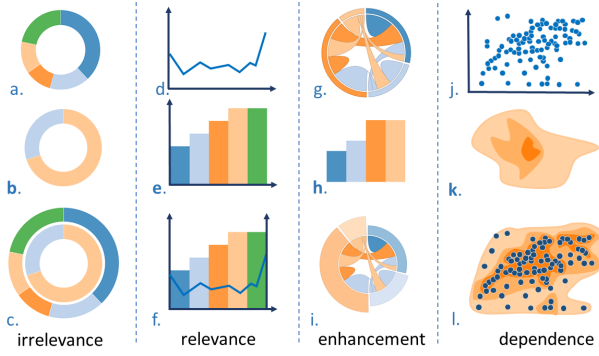 a. d. g. j.
b. e. h. k.
c. f. i. l.
irrelevance relevance enhancement dependence